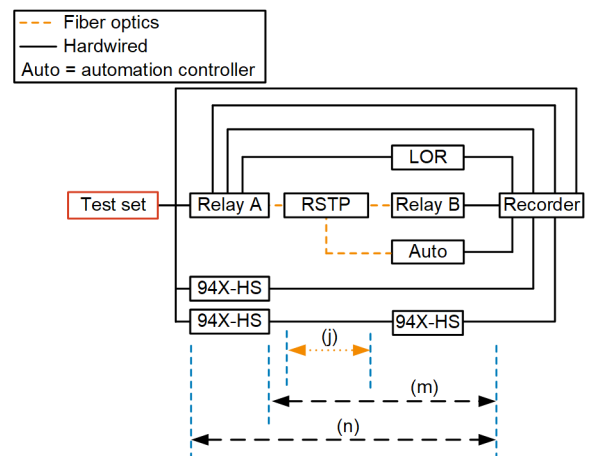 Fiber optics
Hardwired
Auto = automation controller
LOR
Test set
Relay A
RSTP
Relay B
Recorder
Auto
94X-HS
94X-HS
94X-HS
(j)
(m)
(n)